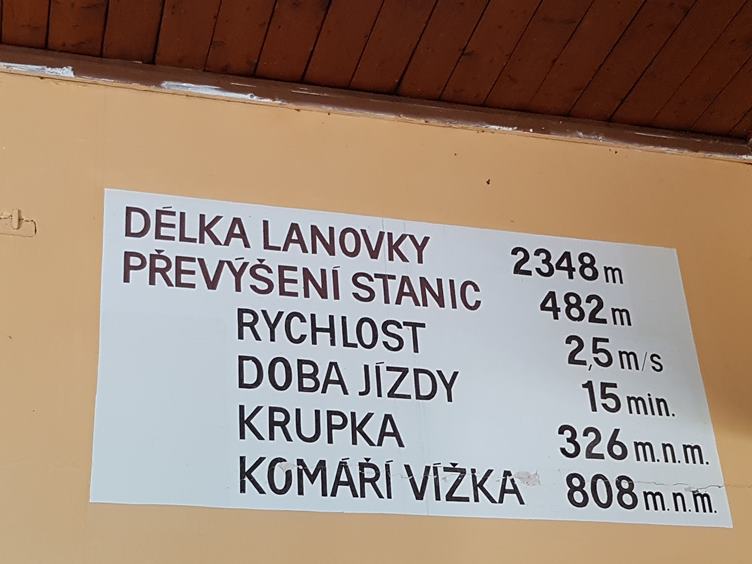 DÉLKA LANOVKY 2348 m
PŘEVÝŠENÍ STANIC 482 m
RYCHLOST 2,5 m/s
DOBA JÍZDY 15 min.
KRUPKA 326 m.n.m.
KOMÁŘÍ VÍŽKA 808 m.n.m.